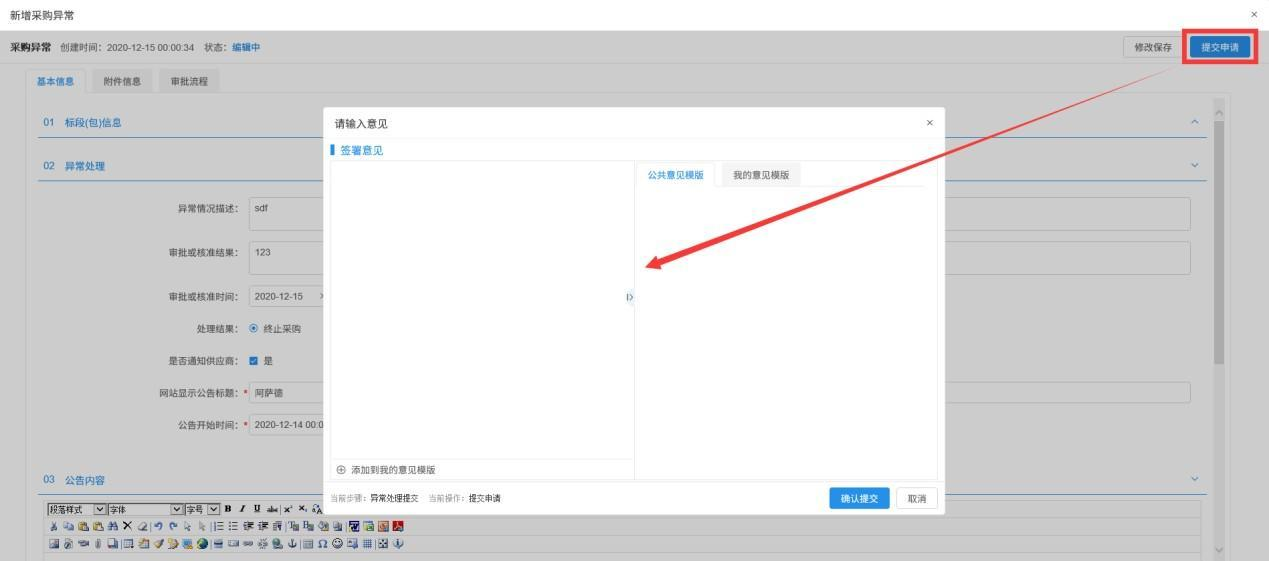 新增采购异常
采购异常 创建时间：2020-12-15 00:00:34 状态：编辑中 修改保存 提交申请
基本信息 附件信息 审批流程
01 标段(包)信息
请输入意见
签署意见
02 异常处理
公共意见模版 我的意见模版
异常情况描述： sdf
审批或核准结果： 123
审批或核准时间： 2020-12-15
处理结果： 终止采购
是否通知供应商： 是
网站显示公告标题：* 阿萨德
公告开始时间：* 2020-12-14 00:0
添加到我的意见模版
03 公告内容
当前步骤：异常处理提交 当前操作：提交申请 确认提交 取消
段落样式 字体 字号 B I U abc